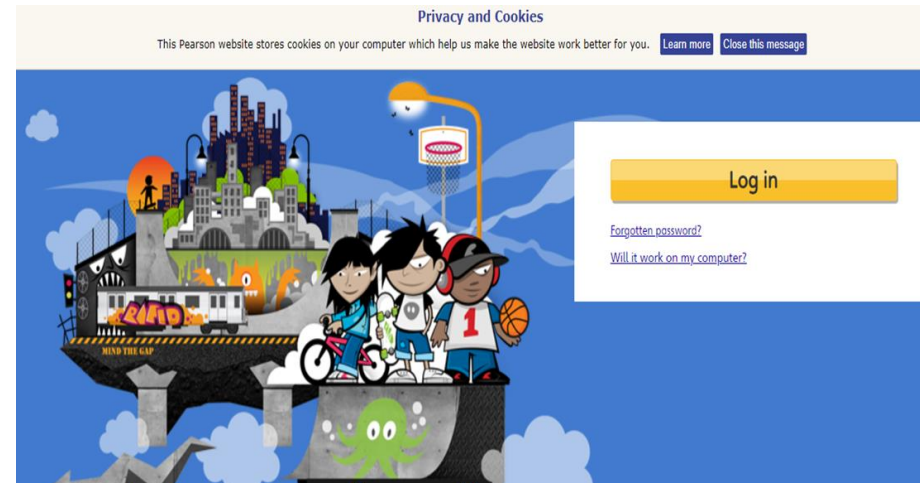 Privacy and Cookies
This Pearson website stores cookies on your computer which help us make the website work better for you. Learn more Close this message
Log in
Forgotten password?
Will it work on my computer?
RAFID
MIND THE GAP
1